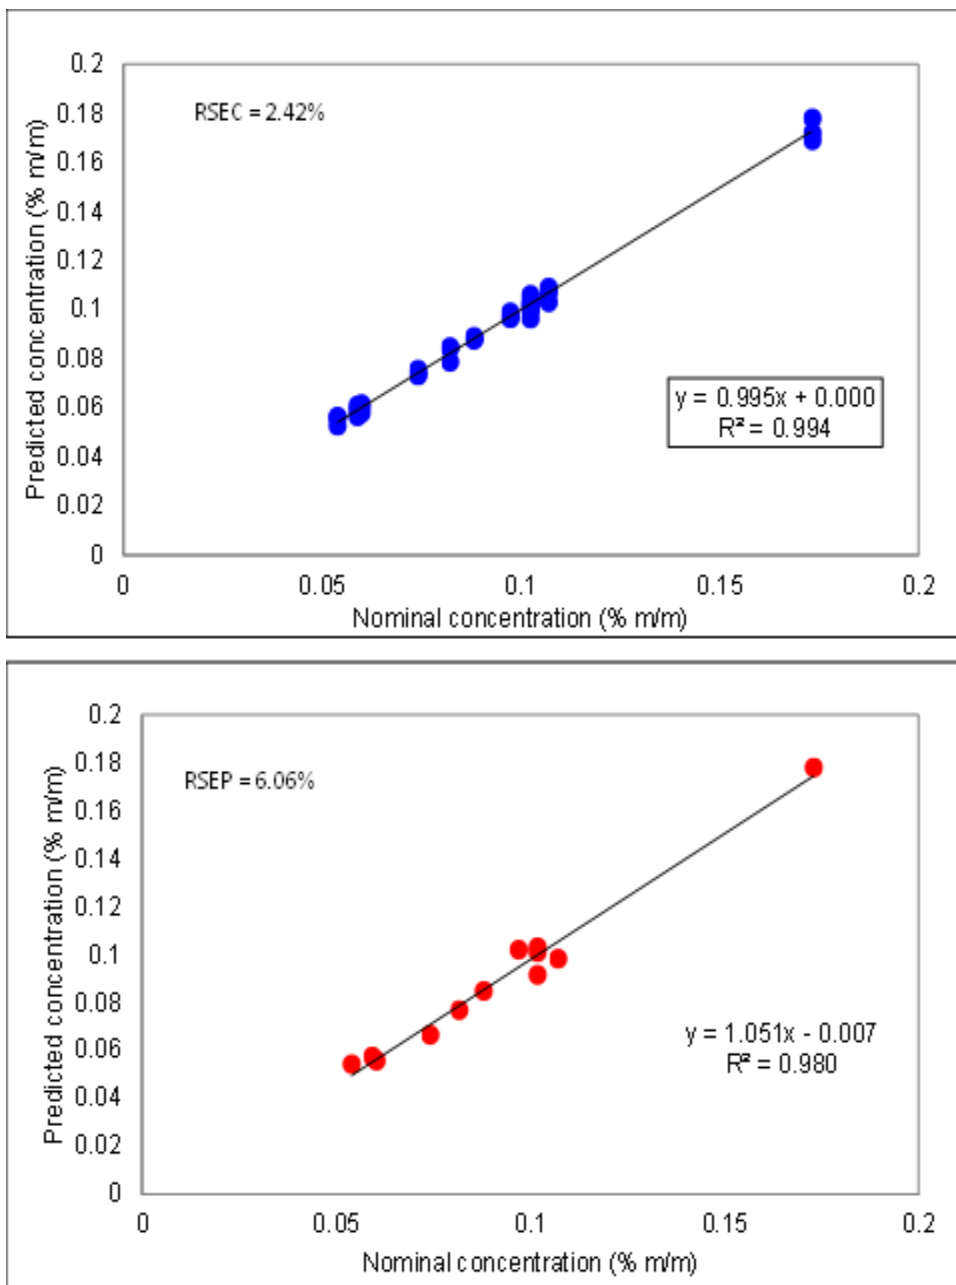 0.2
RSEC = 2.42%
0.18
0.16
0.14
0.12
0.1
0.08
0.06
0.04
0.02
0
Predicted concentration (% m/m)
y = 0.995x + 0.000
R² = 0.994
0 0.05 0.1 0.15 0.2
Nominal concentration (% m/m)
0.2
0.18
RSEP = 6.06%
0.16
0.14
0.12
0.1
0.08
0.06
0.04
0.02
0
Predicted concentration (% m/m)
y = 1.051x - 0.007
R² = 0.980
0 0.05 0.1 0.15 0.2
Nominal concentration (% m/m)